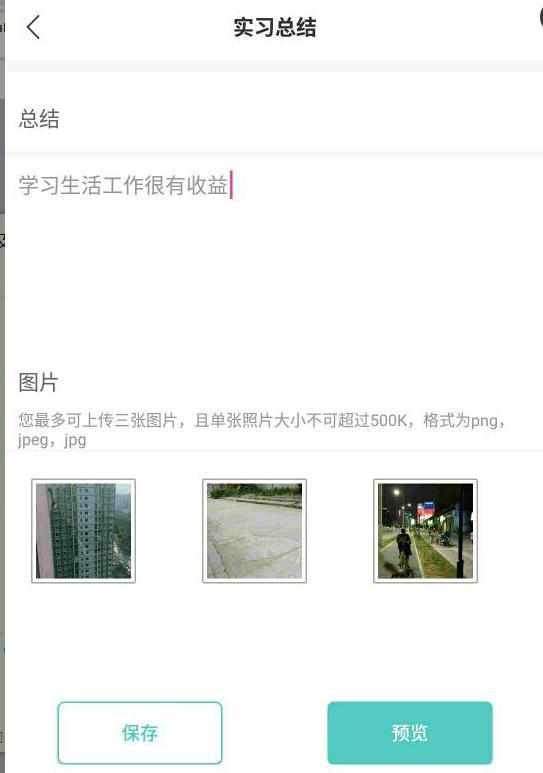 实习总结
总结
学习生活工作很有收益
图片
您最多可上传三张图片，且单张照片大小不可超过500K，格式为png，
jpeg，jpg
保存
预览